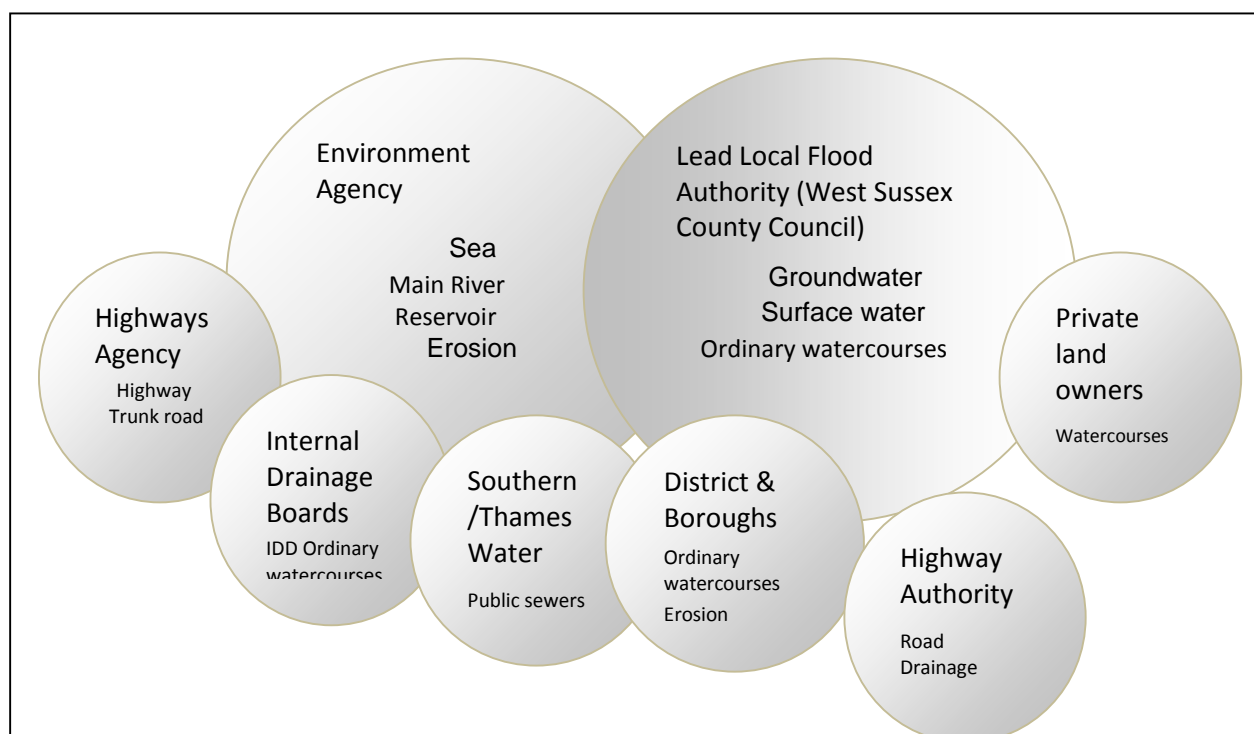 Environment
Agency
Sea
Main River
Reservoir
Erosion
Lead Local Flood
Authority (West Sussex
County Council)
Groundwater
Surface water
Ordinary watercourses
Highways
Agency
Highway
Trunk road
Private
land
owners
Watercourses
Internal
Drainage
Boards
IDD Ordinary
watercourses
Southern
/Thames
Water
Public sewers
District &
Boroughs
Ordinary
watercourses
Erosion
Highway
Authority
Road
Drainage